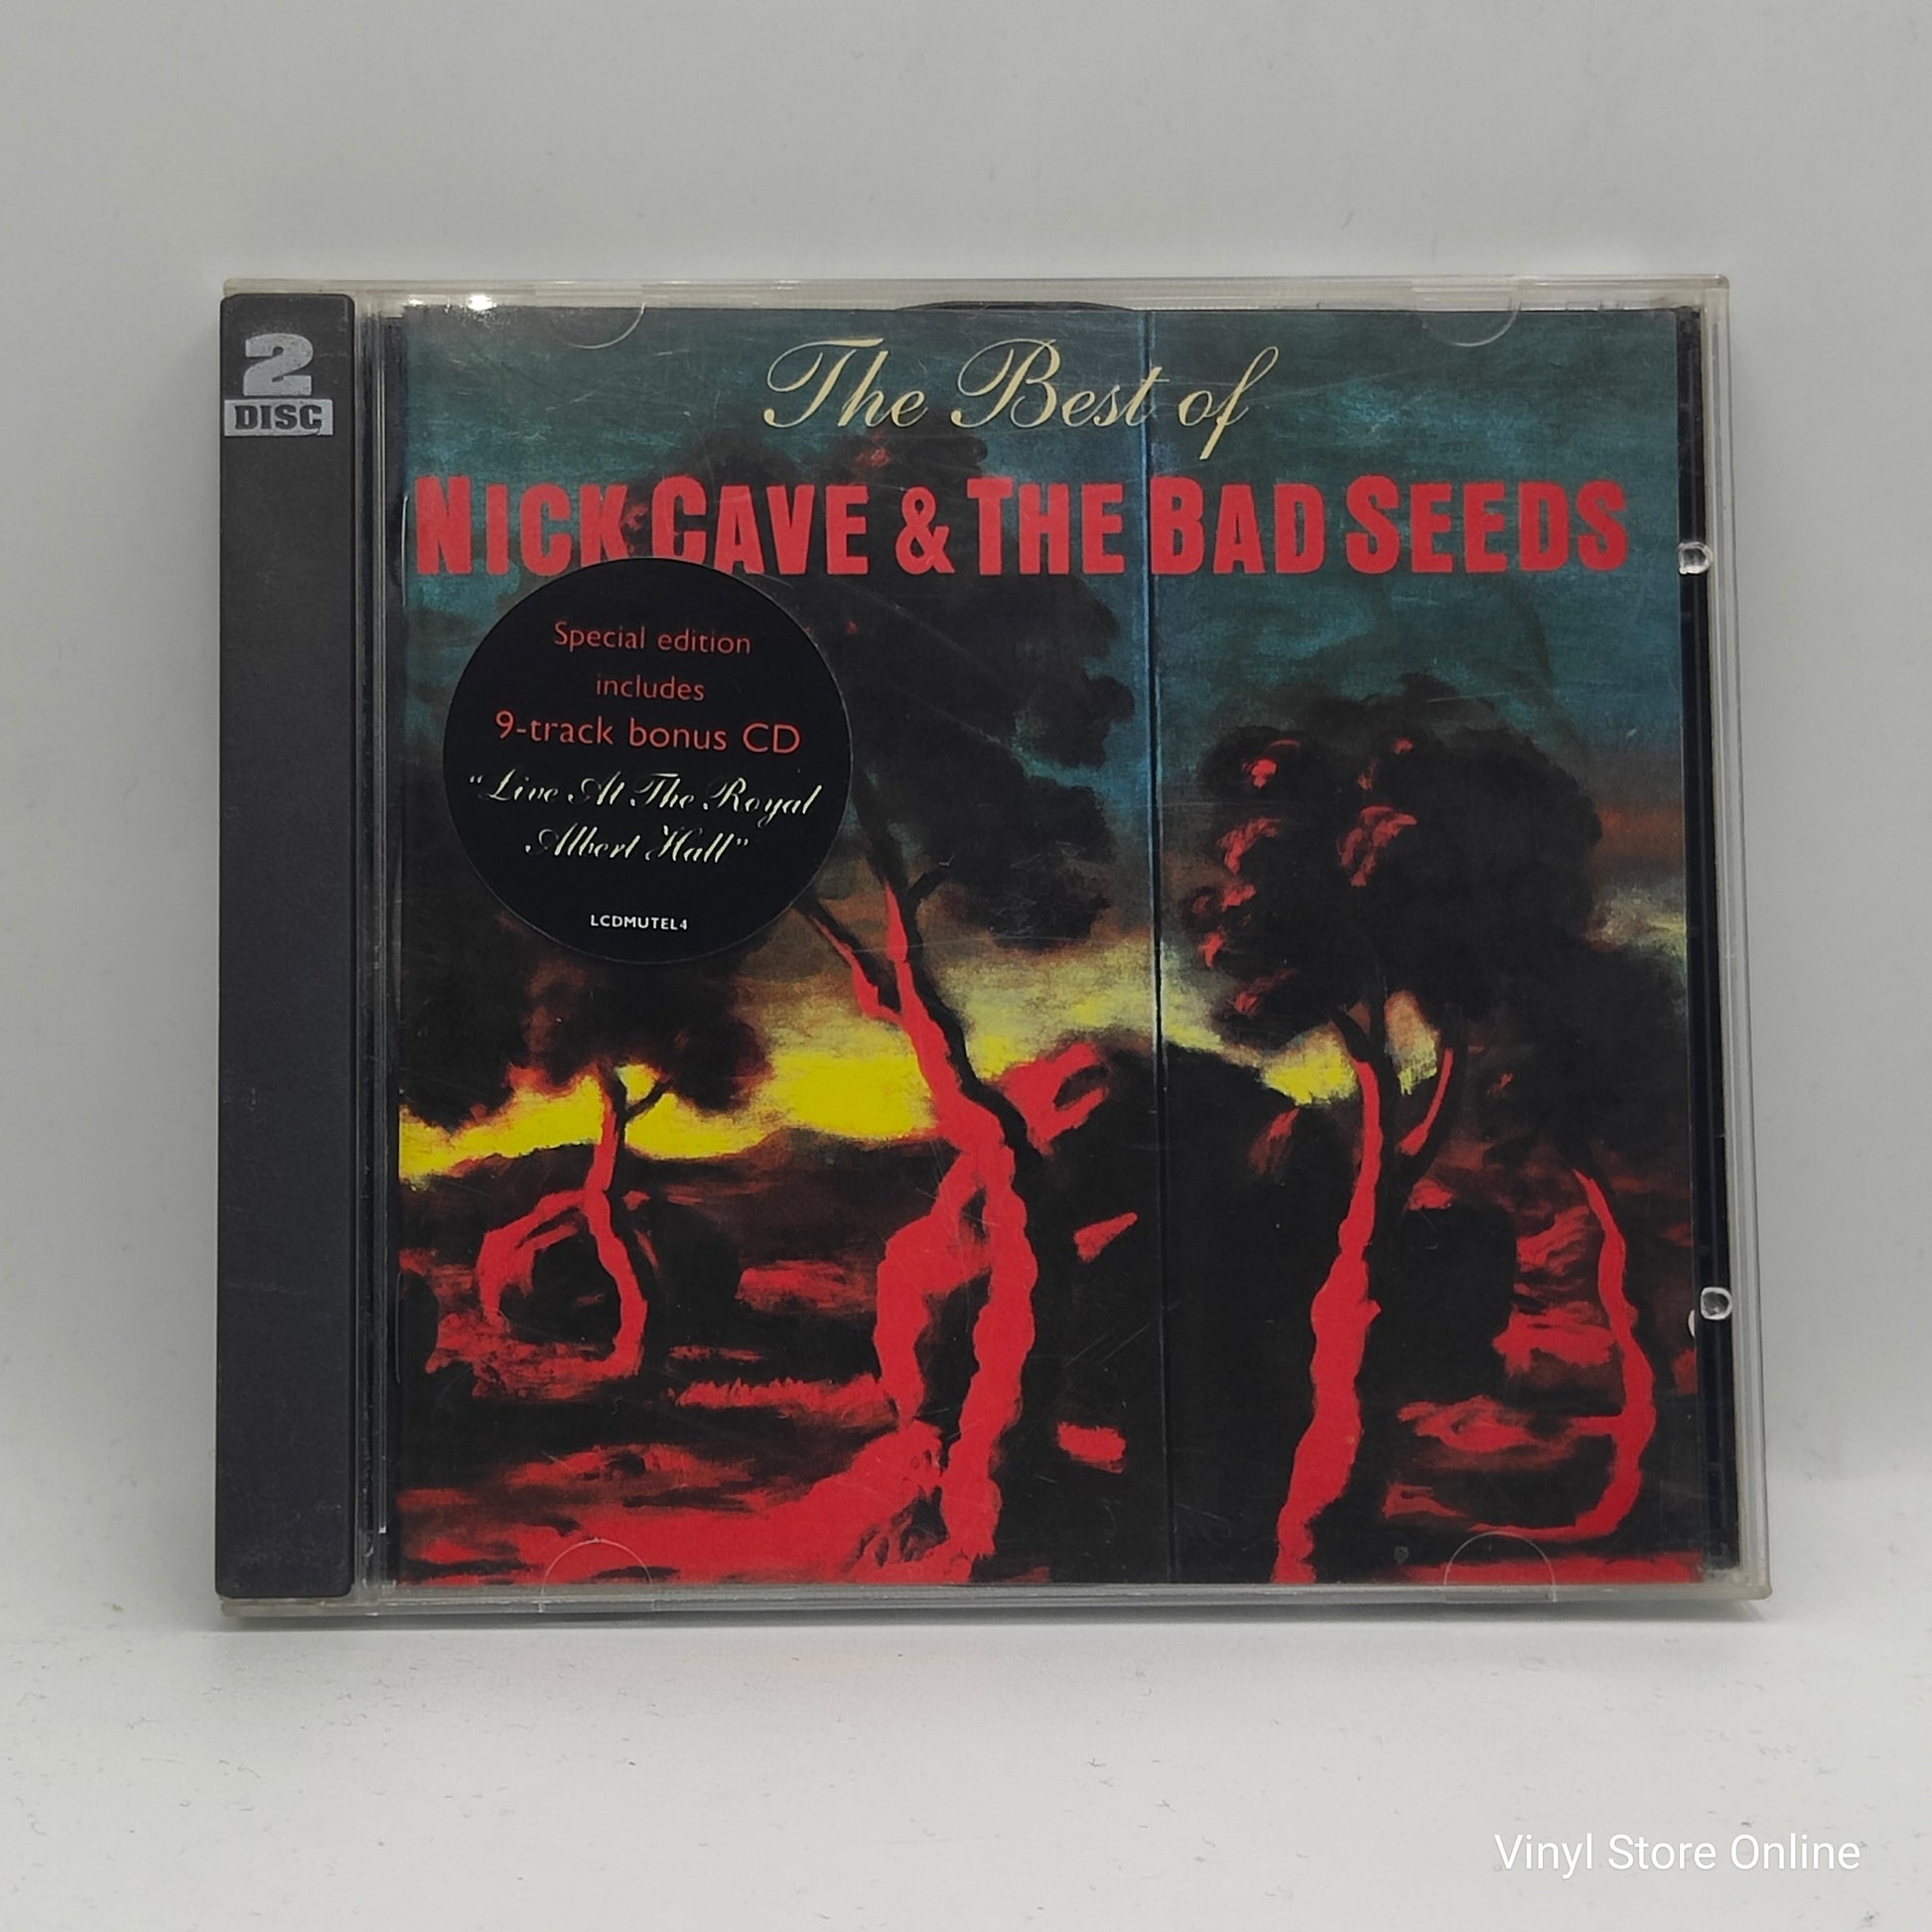 2
DISC
The Best of
NICK CAVE & THE BAD SEEDS
Special edition
includes
9-track bonus CD
"Live At The Royal
Albert Hall"
LCDMUTEL4
Vinyl Store Online